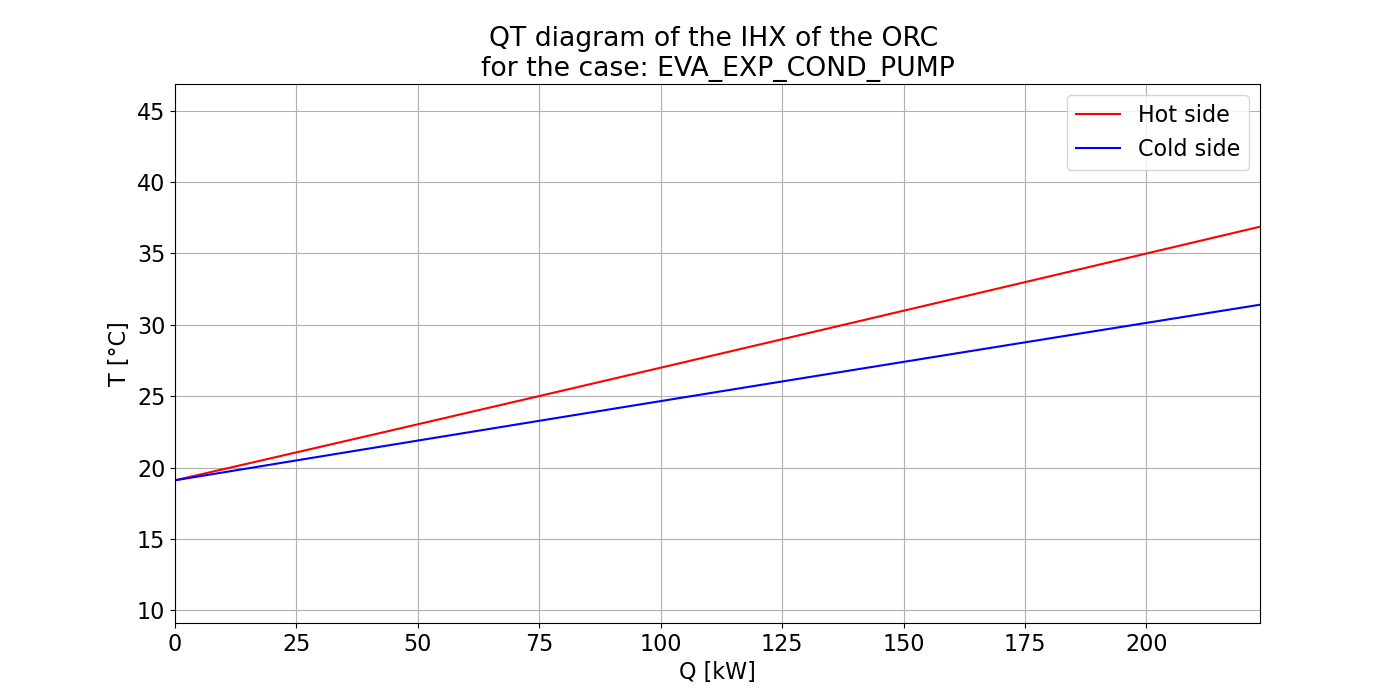 QT diagram of the IHX of the ORC
for the case: EVA_EXP_COND_PUMP
Hot side
Cold side
T [°C]
45
40
35
30
25
20
15
10
0 25 50 75 100 125 150 175 200
Q [kW]